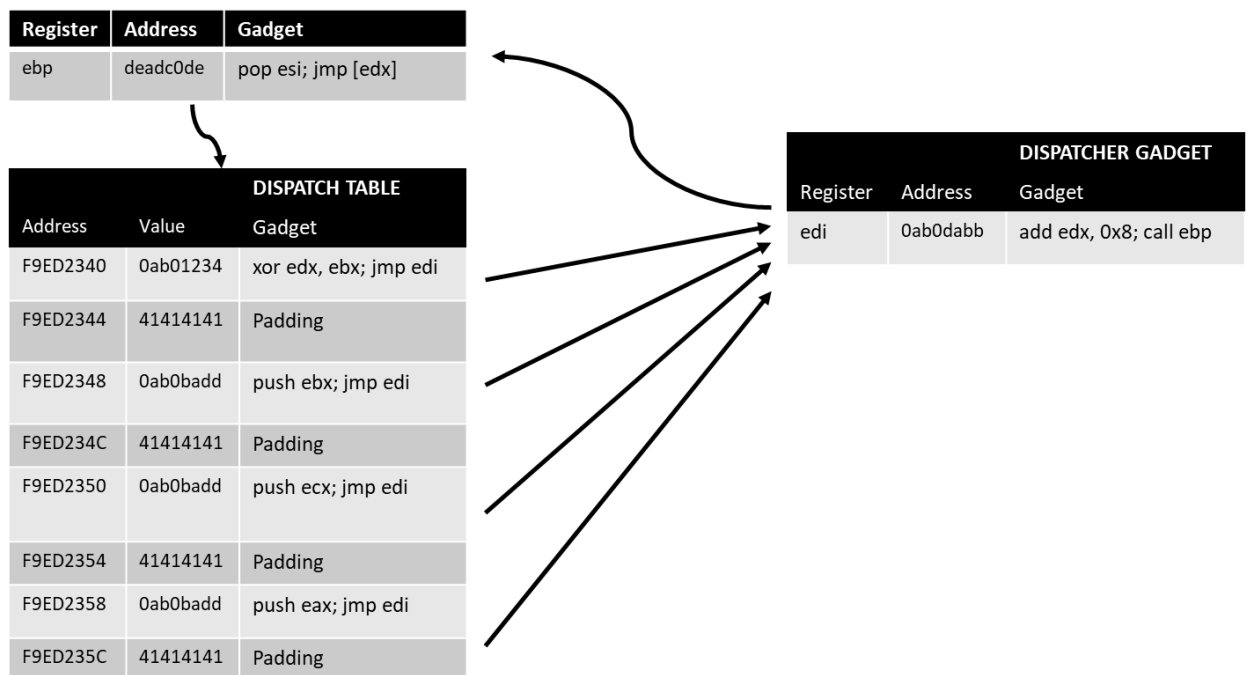 Register Address Gadget
ebp deadc0de pop esi; jmp [edx]
DISPATCH TABLE
Address Value Gadget
F9ED2340 0ab01234 xor edx, ebx; jmp edi
F9ED2344 41414141 Padding
F9ED2348 0ab0badd push ebx; jmp edi
F9ED234C 41414141 Padding
F9ED2350 0ab0badd push ecx; jmp edi
F9ED2354 41414141 Padding
F9ED2358 0ab0badd push eax; jmp edi
F9ED235C 41414141 Padding
DISPATCHER GADGET
Register Address Gadget
edi 0ab0dabb add edx, 0x8; call ebp